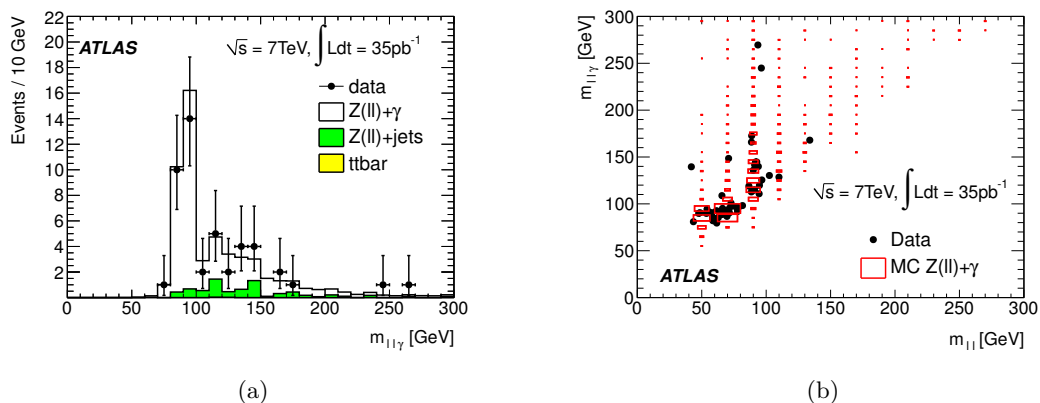 Events / 10 GeV
22
20
18
16
14
12
10
8
6
4
2
0 50 100 150 200 250 300
m_{llγ} [GeV]
ATLAS
√s = 7TeV, ∫Ldt = 35pb⁻¹
data
Z(ll)+γ
Z(ll)+jets
ttbar
(a)
m_{llγ} [GeV]
300
250
200
150
100
50
0
0 50 100 150 200 250 300
m_{ll} [GeV]
√s = 7TeV, ∫Ldt = 35pb⁻¹
Data
MC Z(ll)+γ
ATLAS
(b)